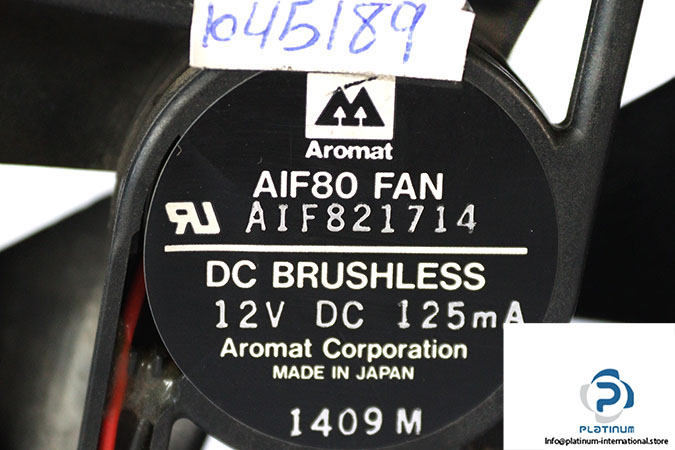 1045189
Aromat
AIF80 FAN
AIF821714
DC BRUSHLESS
12V DC 125mA
Aromat Corporation
MADE IN JAPAN
1409 M
PLATINUM
Info@platinum-international.store